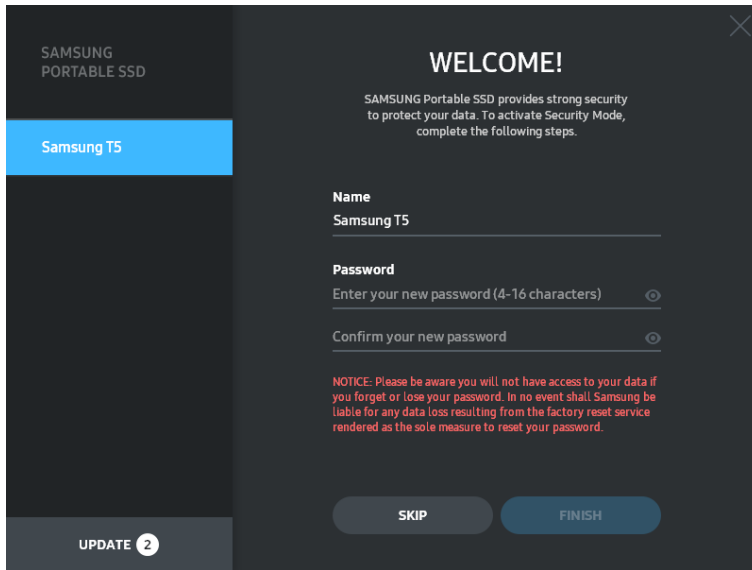 SAMSUNG
PORTABLE SSD
Samsung T5
WELCOME!
SAMSUNG Portable SSD provides strong security
to protect your data. To activate Security Mode,
complete the following steps.
Name
Samsung T5
Password
Enter your new password (4-16 characters)
Confirm your new password
NOTICE: Please be aware you will not have access to your data if
you forget or lose your password. In no event shall Samsung be
liable for any data loss resulting from the factory reset service
rendered as the sole measure to reset your password.
SKIP
FINISH
UPDATE 2